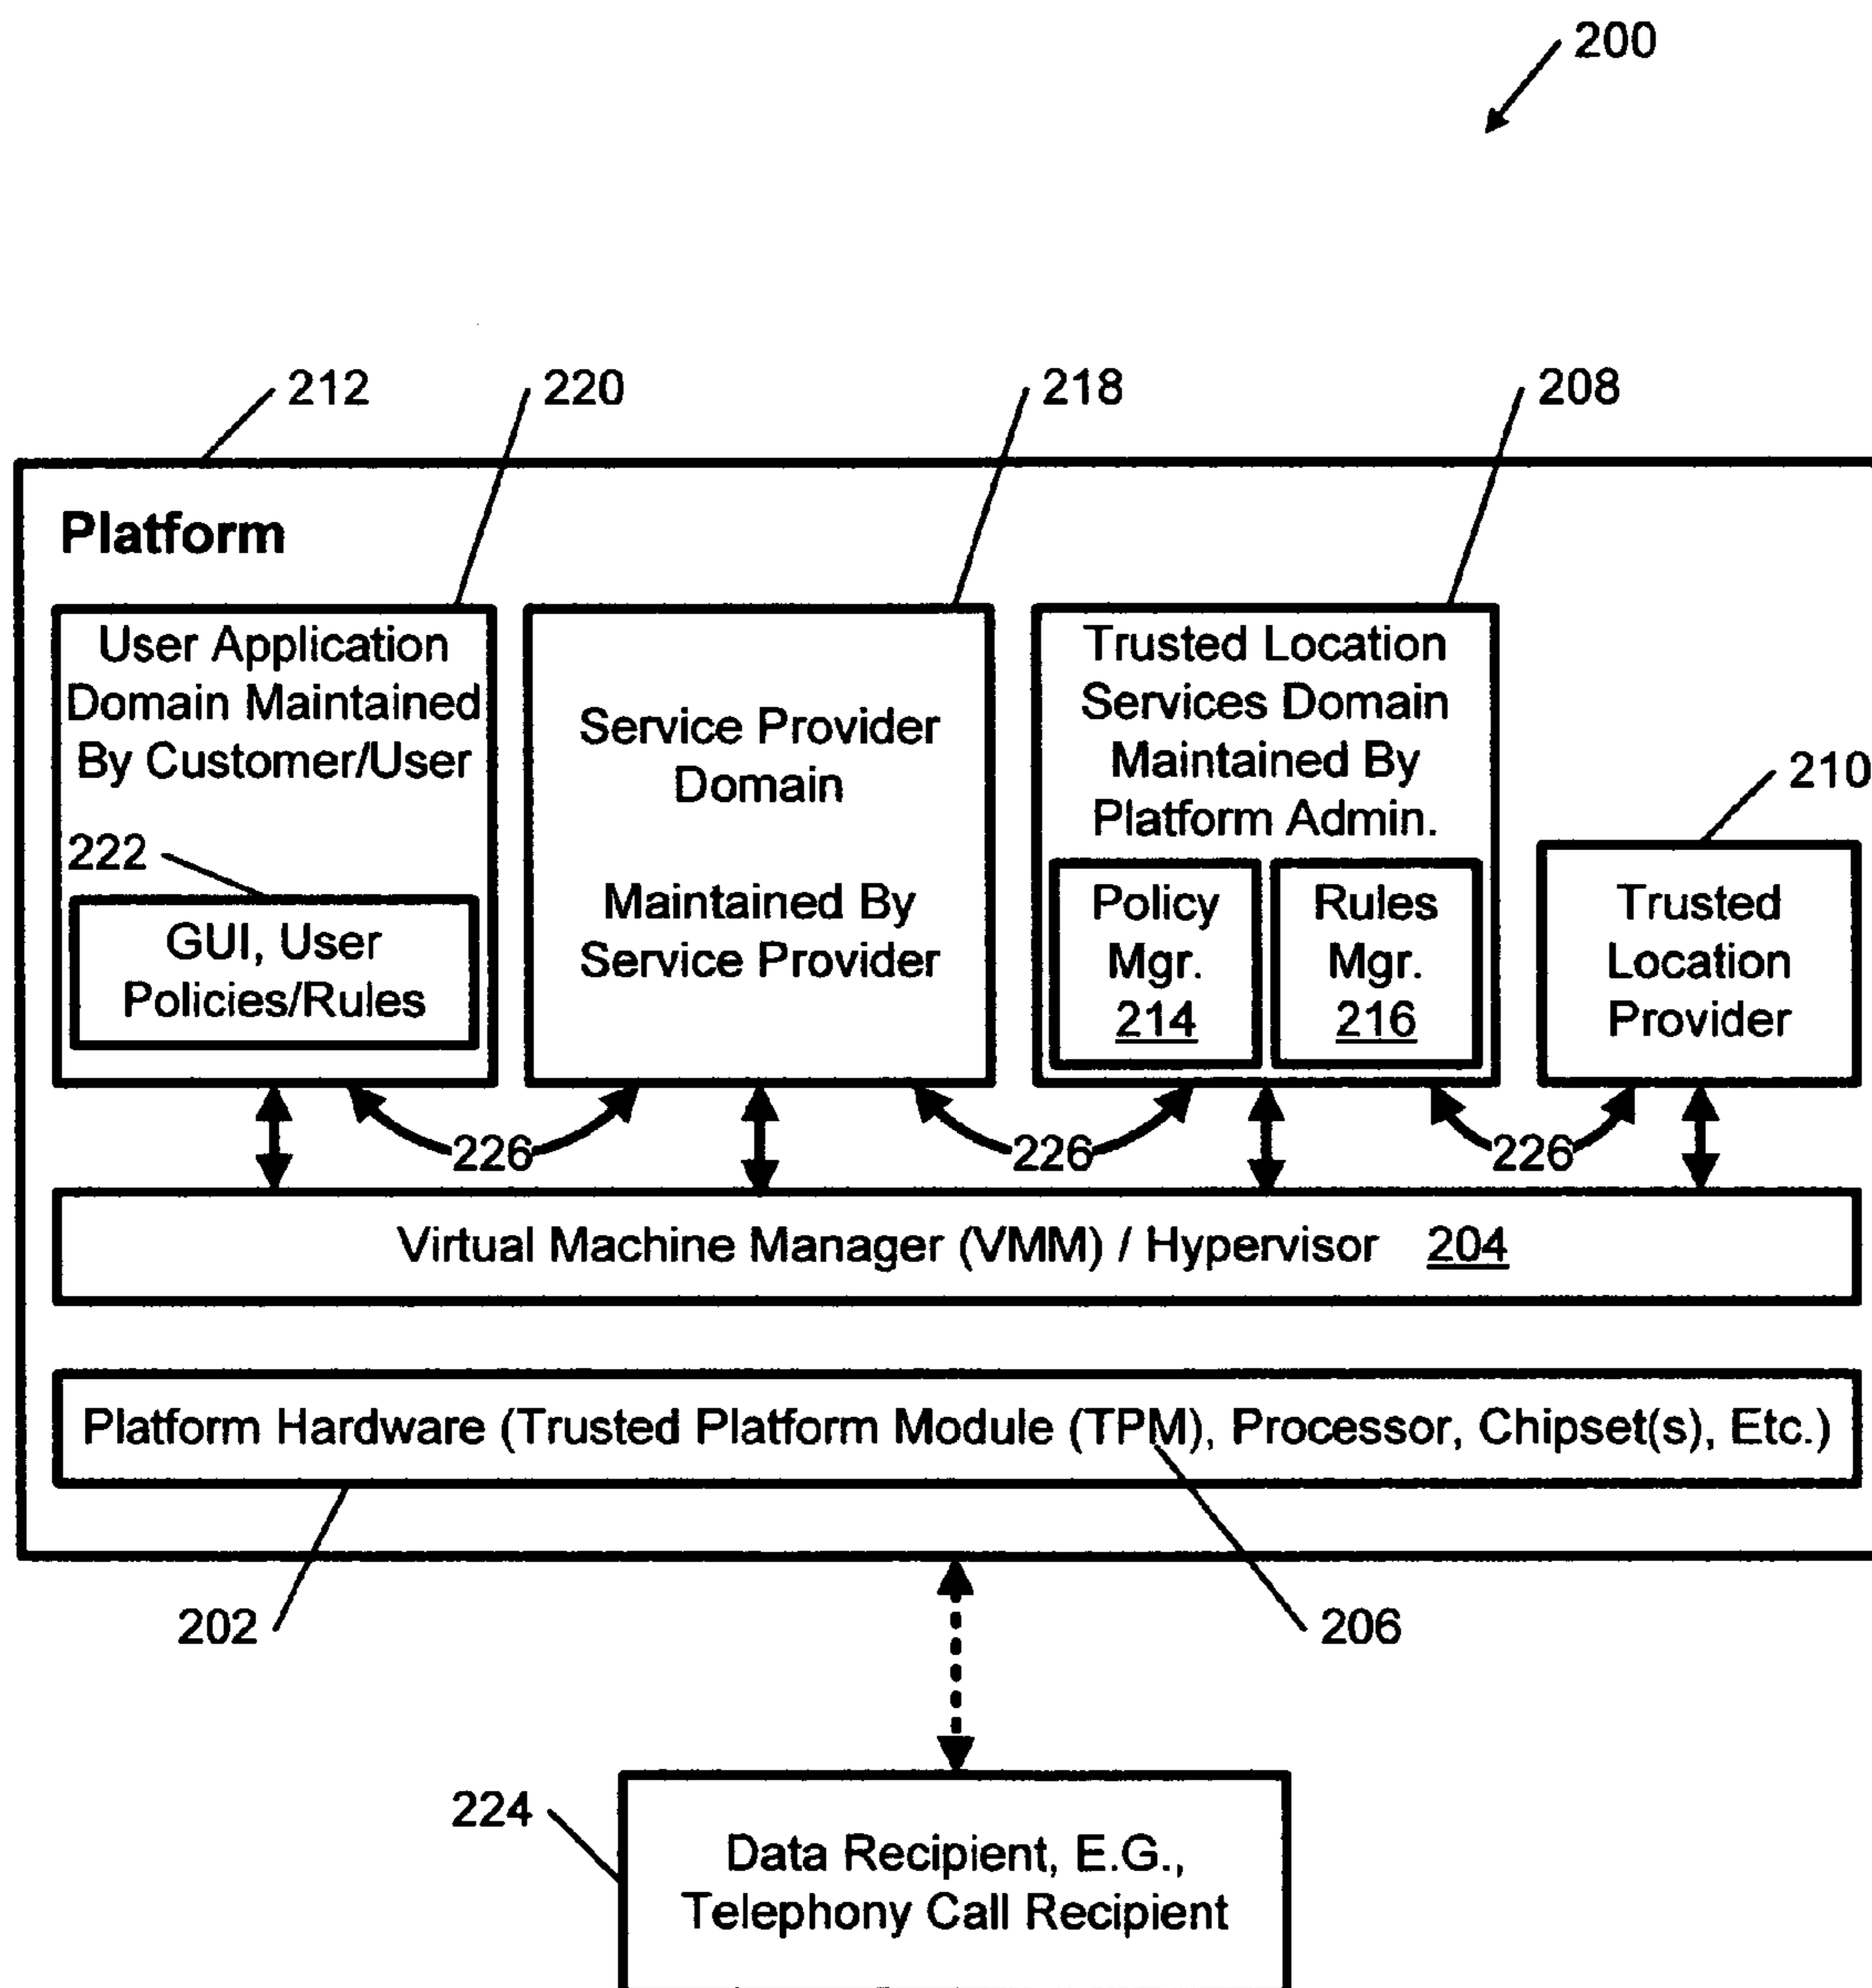 200
212
220
218
208
Platform
User Application
Domain Maintained
By Customer/User
222
GUI, User
Policies/Rules
Service Provider
Domain
Maintained By
Service Provider
Trusted Location
Services Domain
Maintained By
Platform Admin.
Policy
Mgr.
214
Rules
Mgr.
216
210
Trusted
Location
Provider
226
226
226
Virtual Machine Manager (VMM) / Hypervisor 204
Platform Hardware (Trusted Platform Module (TPM), Processor, Chipset(s), Etc.)
202
206
224
Data Recipient, E.G.,
Telephony Call Recipient